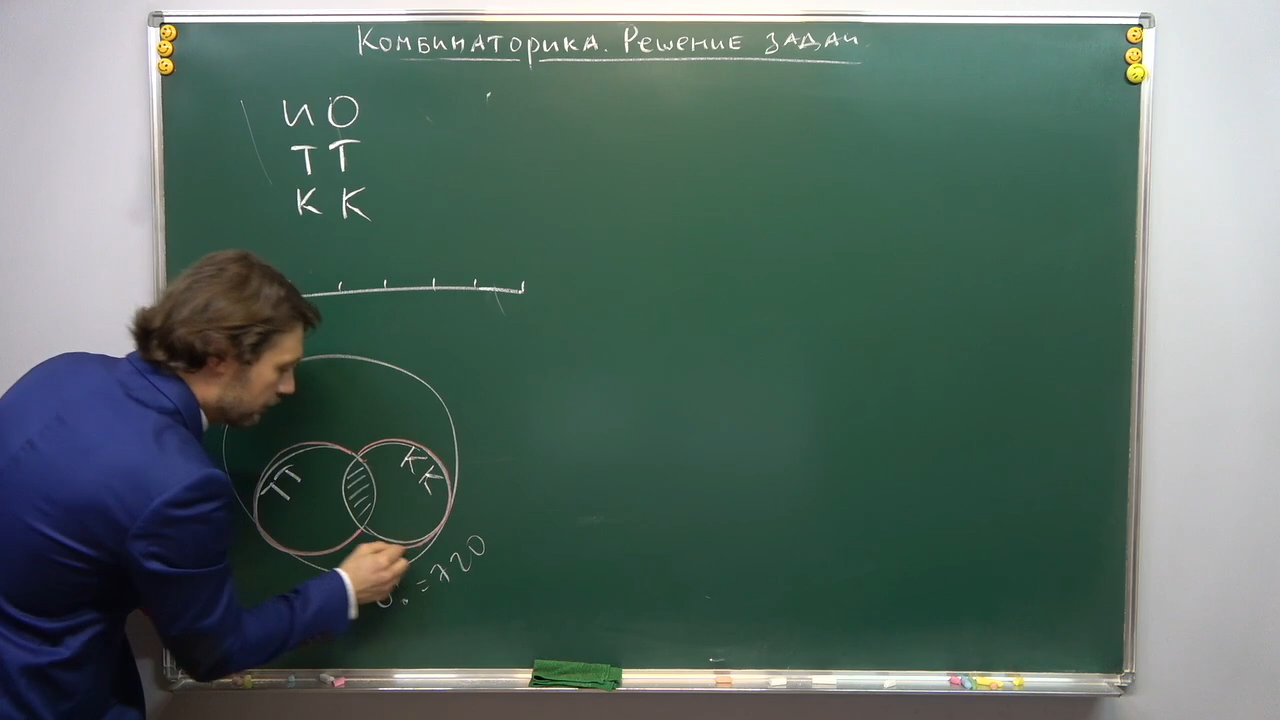 Комбинаторика. Решение задач
И О
Т Т
К К
ТТ
КК
= 720